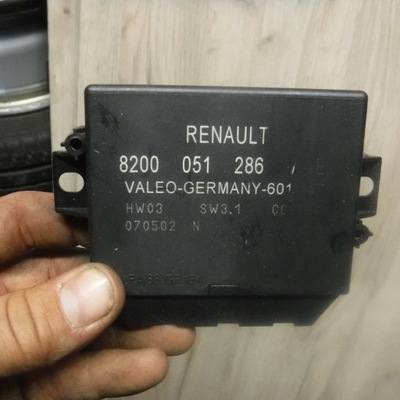 RENAULT
8200 051 286
VALEO-GERMANY-601
HW03 SW3.1
070502 N